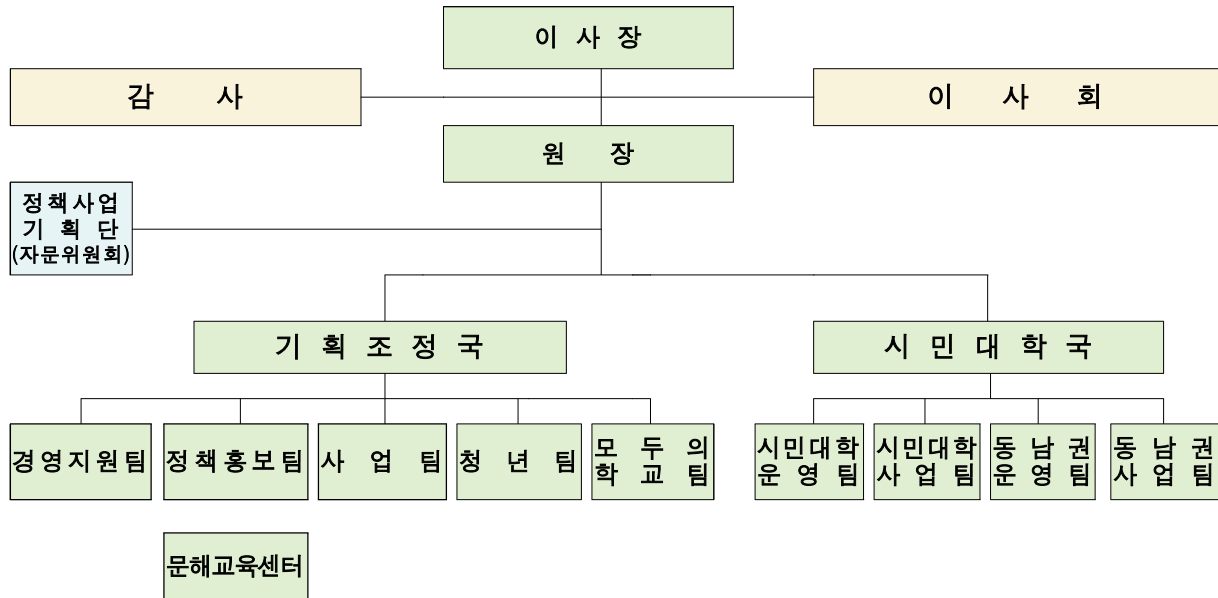 이 사 장
감 사
이 사 회
원 장
정책사업
기 획 단
(자문위원회)
기 획 조 정 국
시 민 대 학 국
경영지원팀
정책홍보팀
사 업 팀
청 년 팀
모 두 의
학 교 팀
시민대학
운 영 팀
시민대학
사 업 팀
동 남 권
운 영 팀
동 남 권
사 업 팀
문해교육센터